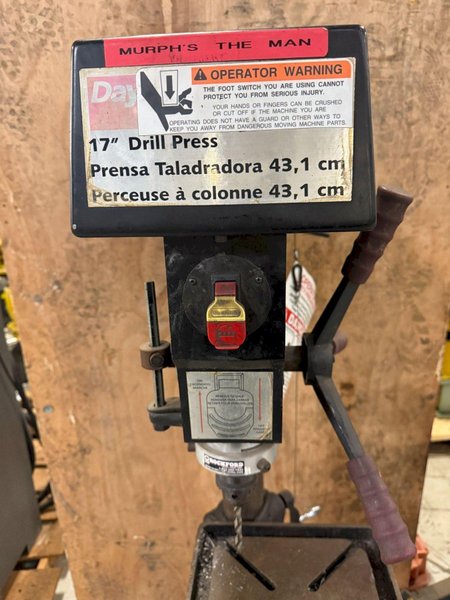 MURPH'S THE MAN
Day
OPERATOR WARNING
THE FOOT SWITCH YOU ARE USING CANNOT
PROTECT YOU FROM SERIOUS INJURY.
YOUR HANDS OR FINGERS CAN BE CRUSHED
OR CUT OFF IF THE MACHINE YOU ARE
OPERATING DOES NOT HAVE A GUARD OR OTHER WAYS TO
KEEP YOU AWAY FROM DANGEROUS MOVING MACHINE PARTS.
17" Drill Press
Prensa Taladradora 43,1 cm
Perceuse à colonne 43,1 cm
ROCKFORD